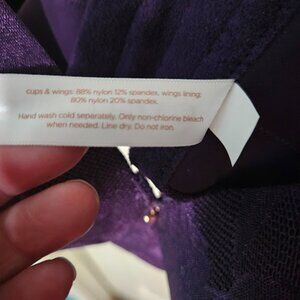 cups & wings: 88% nylon 12% spandex, wings lining:
80% nylon 20% spandex.
Hand wash cold seperately. Only non-chlorine bleach
when needed. Line dry. Do not iron.